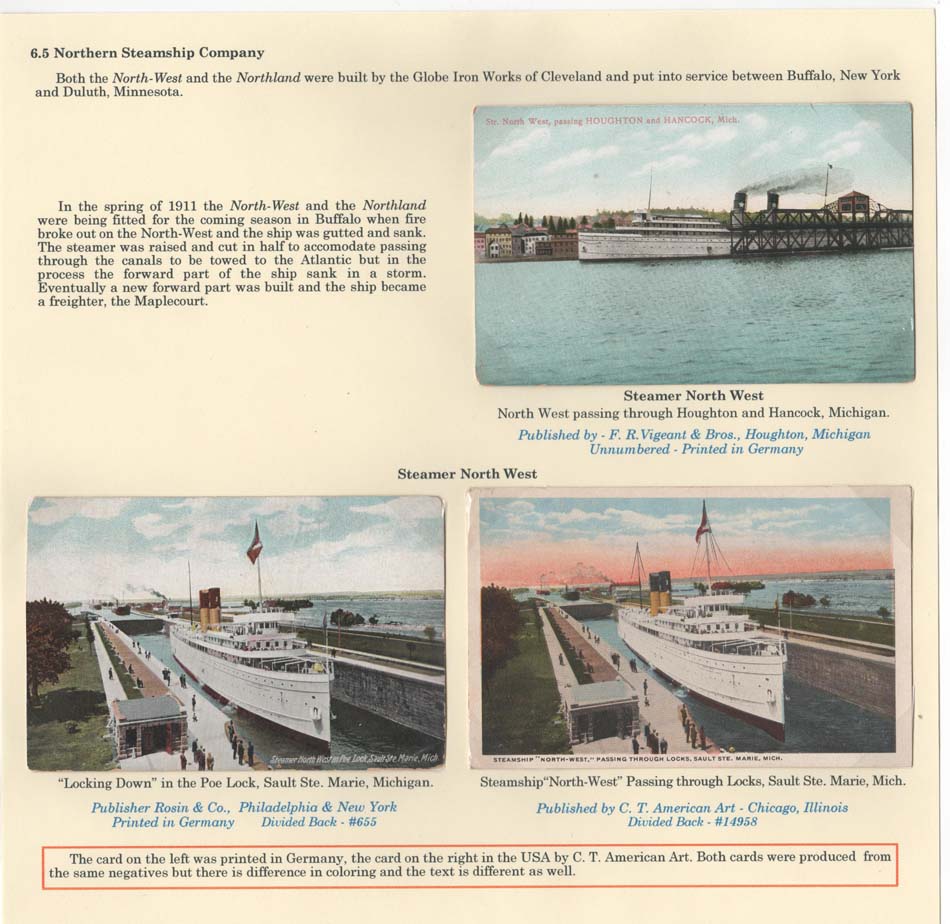 6.5 Northern Steamship Company
Both the North-West and the Northland were built by the Globe Iron Works of Cleveland and put into service between Buffalo, New York
and Duluth, Minnesota.
Str. North West, passing HOUGHTON and HANCOCK, Mich.
In the spring of 1911 the North-West and the Northland
were being fitted for the coming season in Buffalo when fire
broke out on the North-West and the ship was gutted and sank.
The steamer was raised and cut in half to accomodate passing
through the canals to be towed to the Atlantic but in the
process the forward part of the ship sank in a storm.
Eventually a new forward part was built and the ship became
a freighter, the Maplecourt.
Steamer North West
North West passing through Houghton and Hancock, Michigan.
Published by - F. R.Vigeant & Bros., Houghton, Michigan
Unnumbered - Printed in Germany
Steamer North West
Steamer North West in Poe Lock, Sault Ste. Marie, Mich.
"Locking Down" in the Poe Lock, Sault Ste. Marie, Michigan.
Publisher Rosin & Co., Philadelphia & New York
Printed in Germany Divided Back - #655
STEAMSHIP "NORTH-WEST," PASSING THROUGH LOCKS, SAULT STE. MARIE, MICH.
Steamship"North-West" Passing through Locks, Sault Ste. Marie, Mich.
Published by C. T. American Art - Chicago, Illinois
Divided Back - #14958
The card on the left was printed in Germany, the card on the right in the USA by C. T. American Art. Both cards were produced from
the same negatives but there is difference in coloring and the text is different as well.